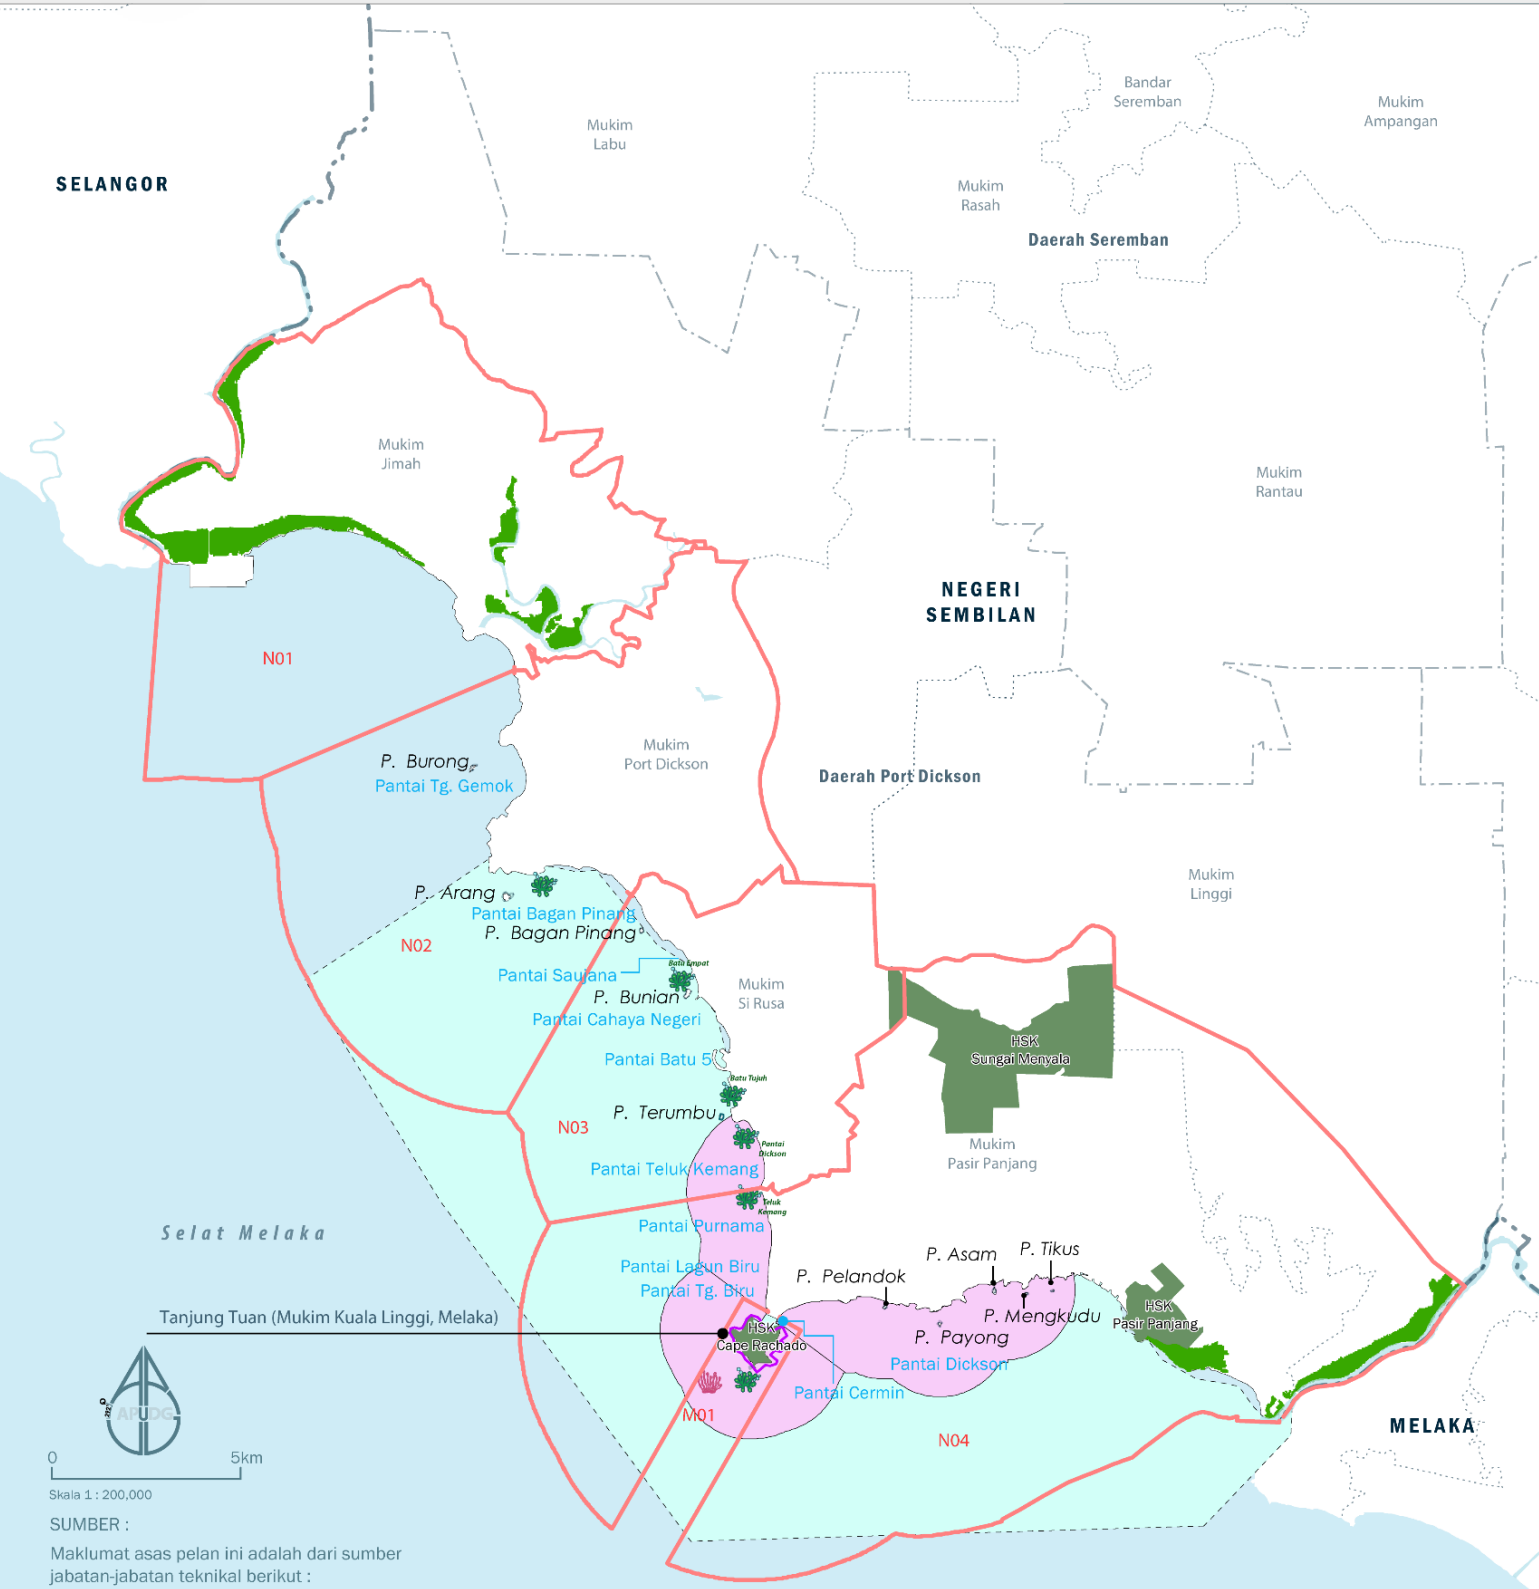 Bandar
Seremban
Mukim
Ampangan
Mukim
Labu
SELANGOR
Mukim
Rasah
Daerah Seremban
Mukim
Jimah
Mukim
Rantau
NEGERI
SEMBILAN
N01
Mukim
Port Dickson
P. Burong
Pantai Tg. Gemok
Daerah Port Dickson
Mukim
Linggi
P. Arang
Pantai Bagan Pinang
P. Bagan Pinang
N02
Batu Empat
Pantai Saujana
P. Bunian
Mukim
Si Rusa
Pantai Cahaya Negeri
HSK
Sungai Menyala
Pantai Batu 5
Batu Tujuh
P. Terumbu
N03
Pantai
Dickson
Mukim
Pasir Panjang
Pantai Teluk Kemang
Teluk
Kemang
Pantai Purnama
Selat Melaka
P. Asam
P. Tikus
Pantai Lagun Biru
P. Pelandok
Pantai Tg. Biru
Tanjung Tuan (Mukim Kuala Linggi, Melaka)
P. Mengkudu
HSK
Pasir Panjang
HSK
Cape Rachado
P. Payong
Pantai Dickson
Pantai Cermin
M01
APUDG
MELAKA
N04
0
5km
Skala 1 : 200,000
SUMBER :
Maklumat asas pelan ini adalah dari sumber
jabatan-jabatan teknikal berikut :